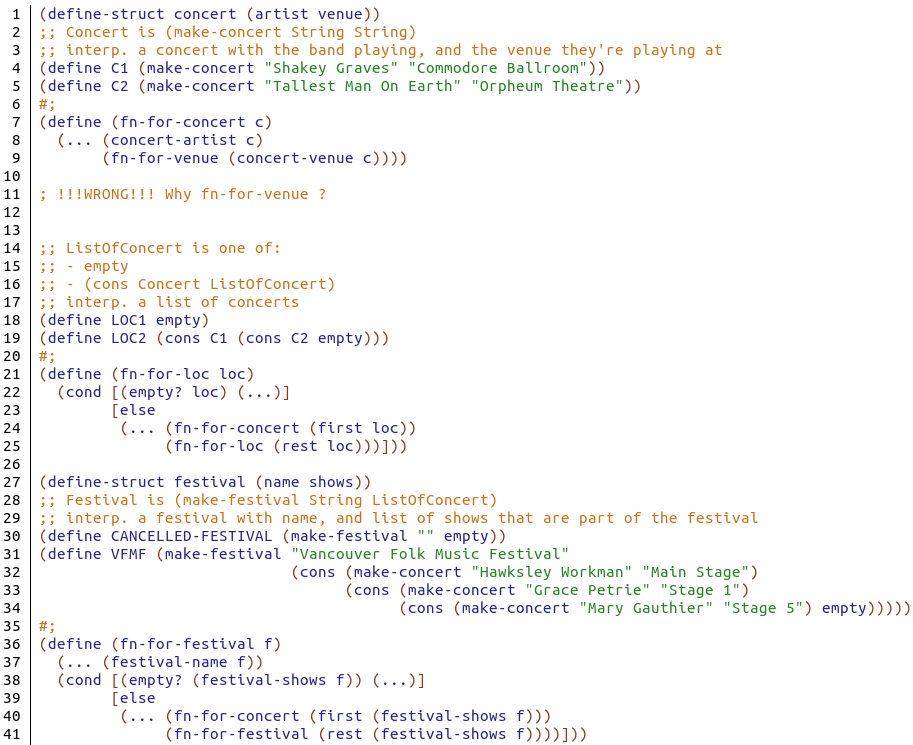 1 (define-struct concert (artist venue))
2 ;; Concert is (make-concert String String)
3 ;; interp. a concert with the band playing, and the venue they're playing at
4 (define C1 (make-concert "Shakey Graves" "Commodore Ballroom"))
5 (define C2 (make-concert "Tallest Man On Earth" "Orpheum Theatre"))
6 #;
7 (define (fn-for-concert c)
8   (... (concert-artist c)
9        (fn-for-venue (concert-venue c))))
10
11 ; !!!WRONG!!! Why fn-for-venue ?
12
13
14 ;; ListOfConcert is one of:
15 ;; - empty
16 ;; - (cons Concert ListOfConcert)
17 ;; interp. a list of concerts
18 (define LOC1 empty)
19 (define LOC2 (cons C1 (cons C2 empty)))
20 #;
21 (define (fn-for-loc loc)
22   (cond [(empty? loc) (...)]
23         [else
24          (... (fn-for-concert (first loc))
25               (fn-for-loc (rest loc)))]))
26
27 (define-struct festival (name shows))
28 ;; Festival is (make-festival String ListOfConcert)
29 ;; interp. a festival with name, and list of shows that are part of the festival
30 (define CANCELLED-FESTIVAL (make-festival "" empty))
31 (define VFMF (make-festival "Vancouver Folk Music Festival"
32                             (cons (make-concert "Hawksley Workman" "Main Stage")
33                                   (cons (make-concert "Grace Petrie" "Stage 1")
34                                         (cons (make-concert "Mary Gauthier" "Stage 5") empty)))))
35 #;
36 (define (fn-for-festival f)
37   (... (festival-name f))
38   (cond [(empty? (festival-shows f)) (...)]
39         [else
40          (... (fn-for-concert (first (festival-shows f)))
41               (fn-for-festival (rest (festival-shows f))))]))